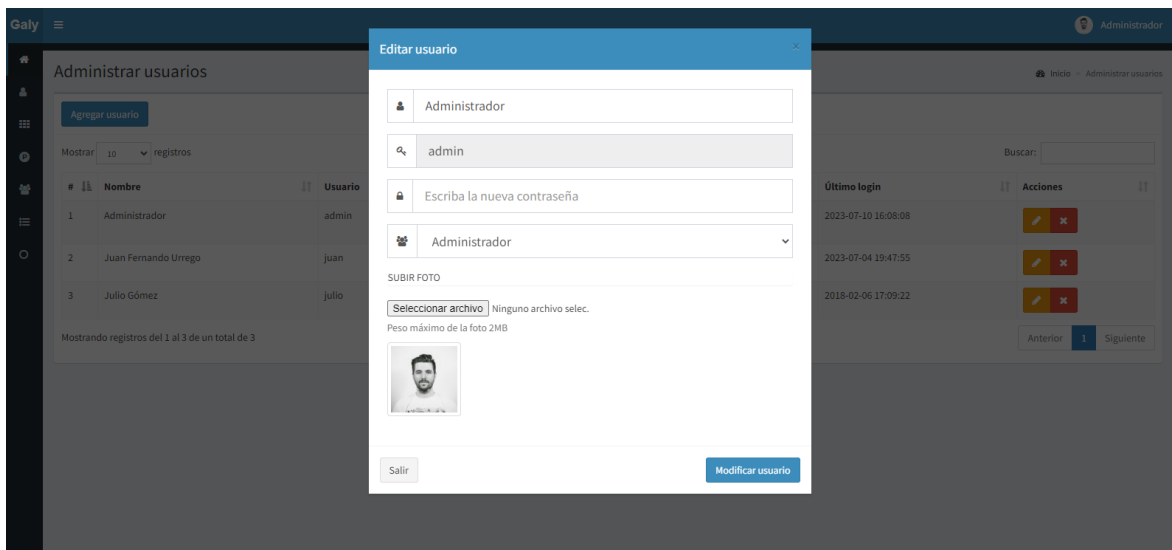 Galy
Administrador
Editar usuario ×
Administrar usuarios
Inicio > Administrar usuarios
Agregar usuario
Administrador
Mostrar 10 registros
Buscar:
admin
# Nombre Usuario Último login Acciones
Escriba la nueva contraseña
1 Administrador admin 2023-07-10 16:08:08
Administrador
2 Juan Fernando Urrego juan 2023-07-04 19:47:55
SUBIR FOTO
3 Julio Gómez julio 2018-02-06 17:09:22
Seleccionar archivo Ninguno archivo selec.
Peso máximo de la foto 2MB
Mostrando registros del 1 al 3 de un total de 3
Anterior 1 Siguiente
Salir
Modificar usuario